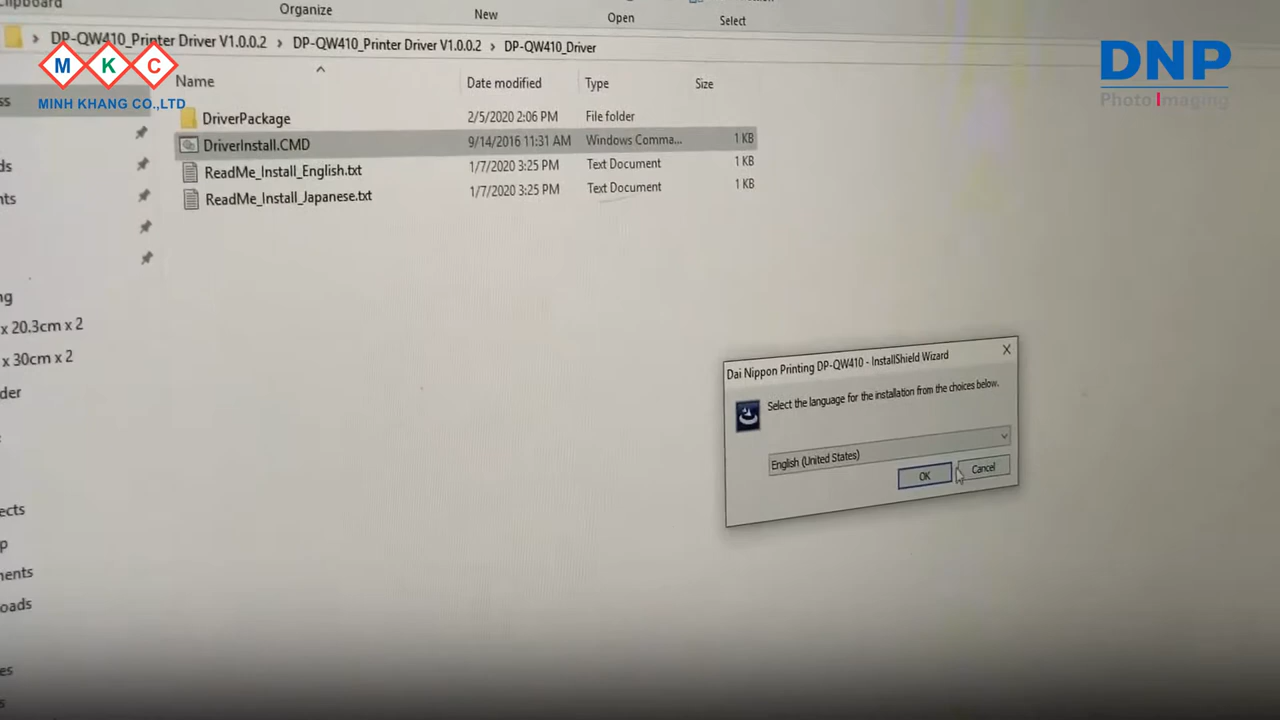 Clipboard
Organize
New
Open
Select
DP-QW410_Printer Driver V1.0.0.2 > DP-QW410_Printer Driver V1.0.0.2 > DP-QW410_Driver
M K C
MINH KHANG CO.,LTD
DNP
Photo Imaging
Name
Date modified
Type
Size
DriverPackage 2/5/2020 2:06 PM File folder
DriverInstall.CMD 9/14/2016 11:31 AM Windows Comma... 1 KB
ReadMe_Install_English.txt 1/7/2020 3:25 PM Text Document 1 KB
ReadMe_Install_Japanese.txt 1/7/2020 3:25 PM Text Document 1 KB
ss
ds
nts
ng
x 20.3cm x 2
x 30cm x 2
der
ects
p
ments
oads
es
s
Dai Nippon Printing DP-QW410 - InstallShield Wizard
Select the language for the installation from the choices below.
English (United States)
OK
Cancel